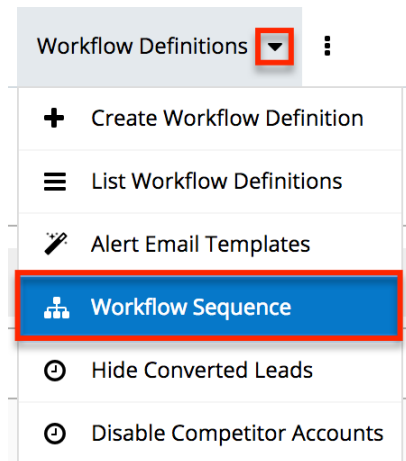 Workflow Definitions
Create Workflow Definition
List Workflow Definitions
Alert Email Templates
Workflow Sequence
Hide Converted Leads
Disable Competitor Accounts